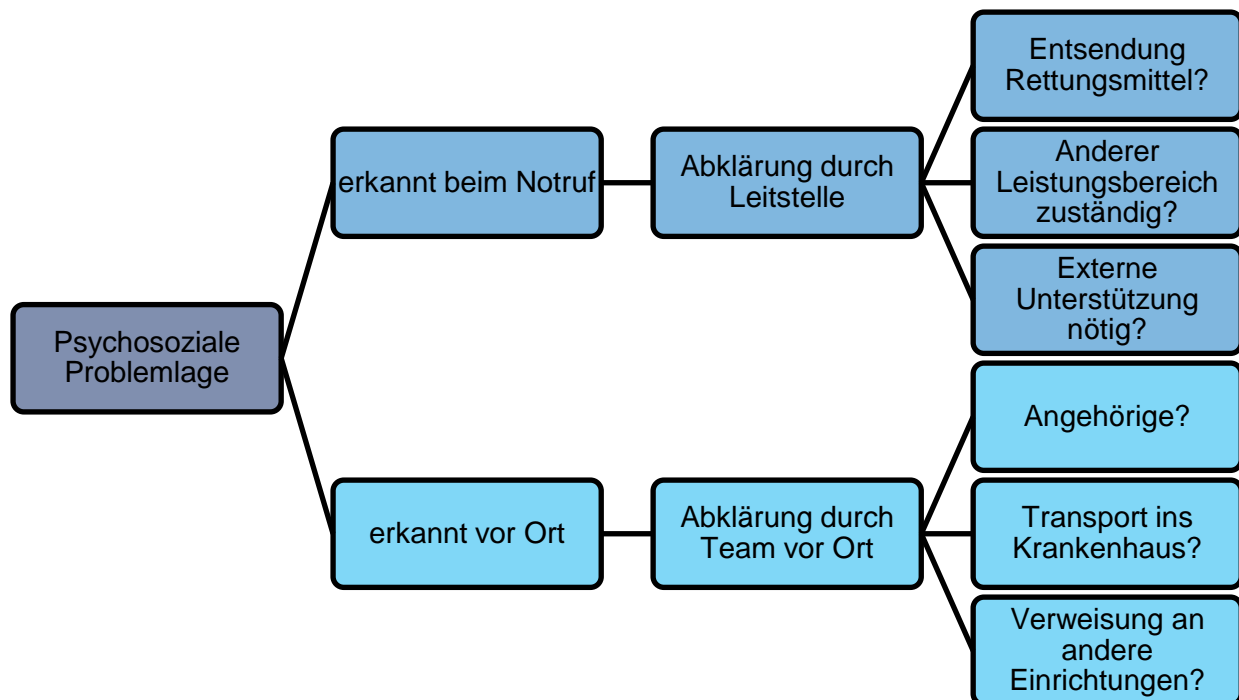 Psychosoziale
Problemlage
erkannt beim Notruf
Abklärung durch
Leitstelle
Entsendung
Rettungsmittel?
Anderer
Leistungsbereich
zuständig?
Externe
Unterstützung
nötig?
erkannt vor Ort
Abklärung durch
Team vor Ort
Angehörige?
Transport ins
Krankenhaus?
Verweisung an
andere
Einrichtungen?